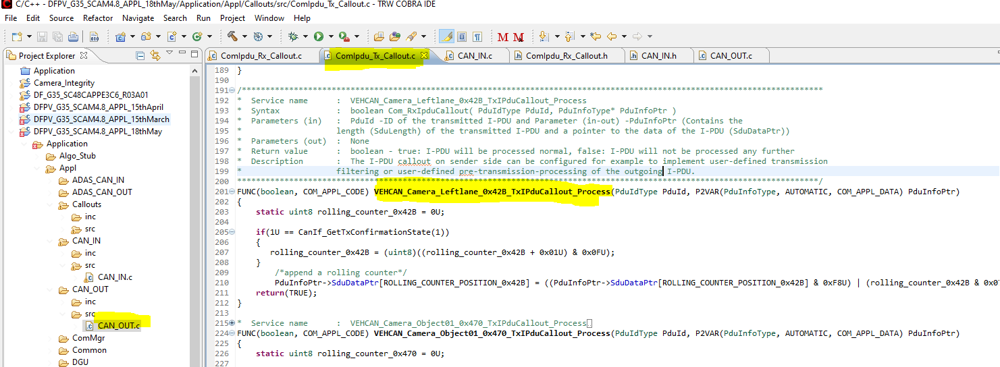 C/C++ - DFPV_G35_SCAM4.8_APPL_18thMay/Application/Appl/Callouts/src/ComIpdu_Tx_Callout.c - TRW COBRA IDE
File Edit Source Refactor Navigate Search Run Project Window Help
Project Explorer
Application
Camera_Integrity
DF_G35_SC48CAPPE3C6_R03A01
DFPV_G35_SCAM4.8_APPL_15thApril
DFPV_G35_SCAM4.8_APPL_15thMarch
DFPV_G35_SCAM4.8_APPL_18thMay
Application
Algo_Stub
Appl
ADAS_CAN_IN
ADAS_CAN_OUT
Callouts
inc
src
CAN_IN
inc
src
CAN_IN.c
CAN_OUT
inc
src
CAN_OUT.c
ComMgr
Common
DGU
ComIpdu_Rx_Callout.c ComIpdu_Tx_Callout.c CAN_IN.c ComIpdu_Rx_Callout.h CAN_IN.h CAN_OUT.c
189 }
190
191 /***************************************************************************************************************************
192 * Service name : VEHCAN_Camera_Leftlane_0x42B_TxIPduCallout_Process
193 * Syntax : boolean Com_RxIpduCallout( PduIdType PduId, PduInfoType* PduInfoPtr )
194 * Parameters (in) : PduId -ID of the transmitted I-PDU and Parameter (in-out) -PduInfoPtr (Contains the
195 * length (SduLength) of the transmitted I-PDU and a pointer to the data of the I-PDU (SduDataPtr))
196 * Parameters (out) : None
197 * Return value : boolean - true: I-PDU will be processed normal, false: I-PDU will not be processed any further
198 * Description : The I-PDU callout on sender side can be configured for example to implement user-defined transmission
199 * filtering or user-defined pre-transmission-processing of the outgoing I-PDU.
200 ***************************************************************************************************************************/
201 FUNC(boolean, COM_APPL_CODE) VEHCAN_Camera_Leftlane_0x42B_TxIPduCallout_Process(PduIdType PduId, P2VAR(PduInfoType, AUTOMATIC, COM_APPL_DATA) PduInfoPtr)
202 {
203 static uint8 rolling_counter_0x42B = 0U;
204
205 if(1U == CanIf_GetTxConfirmationState(1))
206 {
207 rolling_counter_0x42B = (uint8)((rolling_counter_0x42B + 0x01U) & 0x0FU);
208 }
209 /*append a rolling counter*/
210 PduInfoPtr->SduDataPtr[ROLLING_COUNTER_POSITION_0x42B] = ((PduInfoPtr->SduDataPtr[ROLLING_COUNTER_POSITION_0x42B] & 0xF8U) | (rolling_counter_0x42B & 0x0
211 return(TRUE);
212 }
213
215 * Service name : VEHCAN_Camera_Object01_0x470_TxIPduCallout_Process
224 FUNC(boolean, COM_APPL_CODE) VEHCAN_Camera_Object01_0x470_TxIPduCallout_Process(PduIdType PduId, P2VAR(PduInfoType, AUTOMATIC, COM_APPL_DATA) PduInfoPtr)
225 {
226 static uint8 rolling_counter_0x470 = 0U;
227